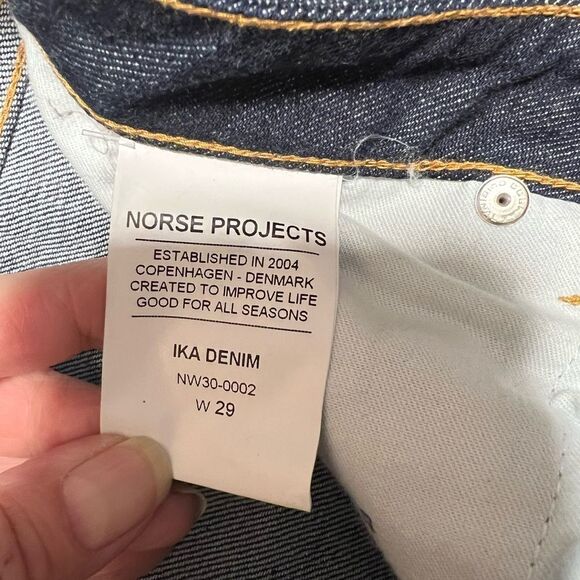 NORSE PROJECTS
ESTABLISHED IN 2004
COPENHAGEN - DENMARK
CREATED TO IMPROVE LIFE
GOOD FOR ALL SEASONS
IKA DENIM
NW30-0002
W 29